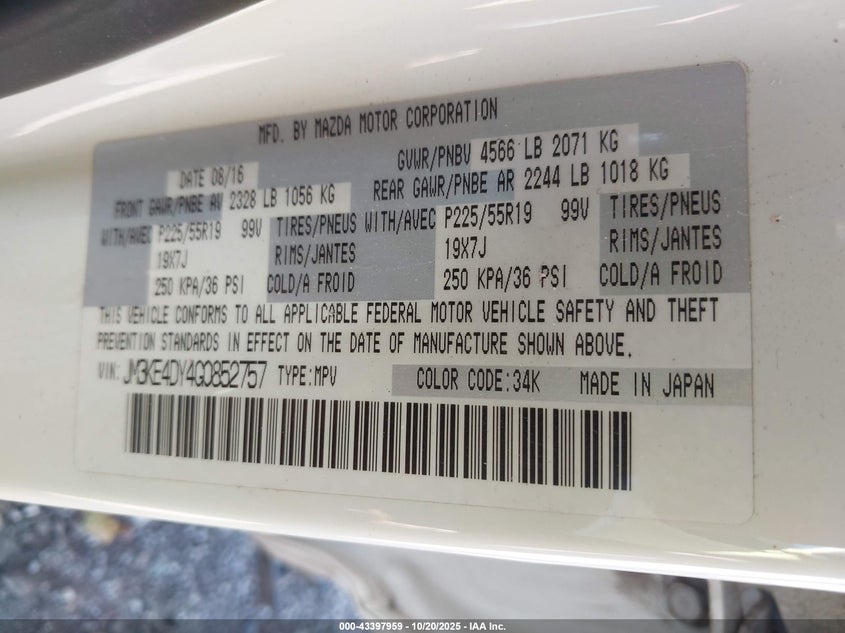 MFD. BY MAZDA MOTOR CORPORATION
DATE 08/16 GVWR/PNBV 4566 LB 2071 KG
FRONT GAWR/PNBE AV 2328 LB 1056 KG REAR GAWR/PNBE AR 2244 LB 1018 KG
WITH/AVEC P225/55R19 99V TIRES/PNEUS WITH/AVEC P225/55R19 99V TIRES/PNEUS
19X7J RIMS/JANTES 19X7J RIMS/JANTES
250 KPA/36 PSI COLD/A FROID 250 KPA/36 PSI COLD/A FROID
THIS VEHICLE CONFORMS TO ALL APPLICABLE FEDERAL MOTOR VEHICLE SAFETY AND THEFT
PREVENTION STANDARDS IN EFFECT ON THE DATE OF MANUFACTURE SHOWN ABOVE.
VIN: JM3KE4DY4G0852757 TYPE:MPV COLOR CODE:34K MADE IN JAPAN
000-43397959 - 10/20/2025 - IAA Inc.